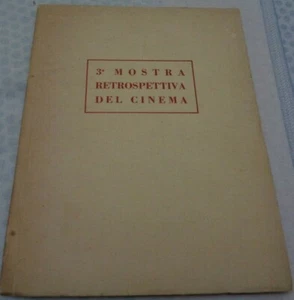 3ª MOSTRA
RETROSPETTIVA
DEL CINEMA